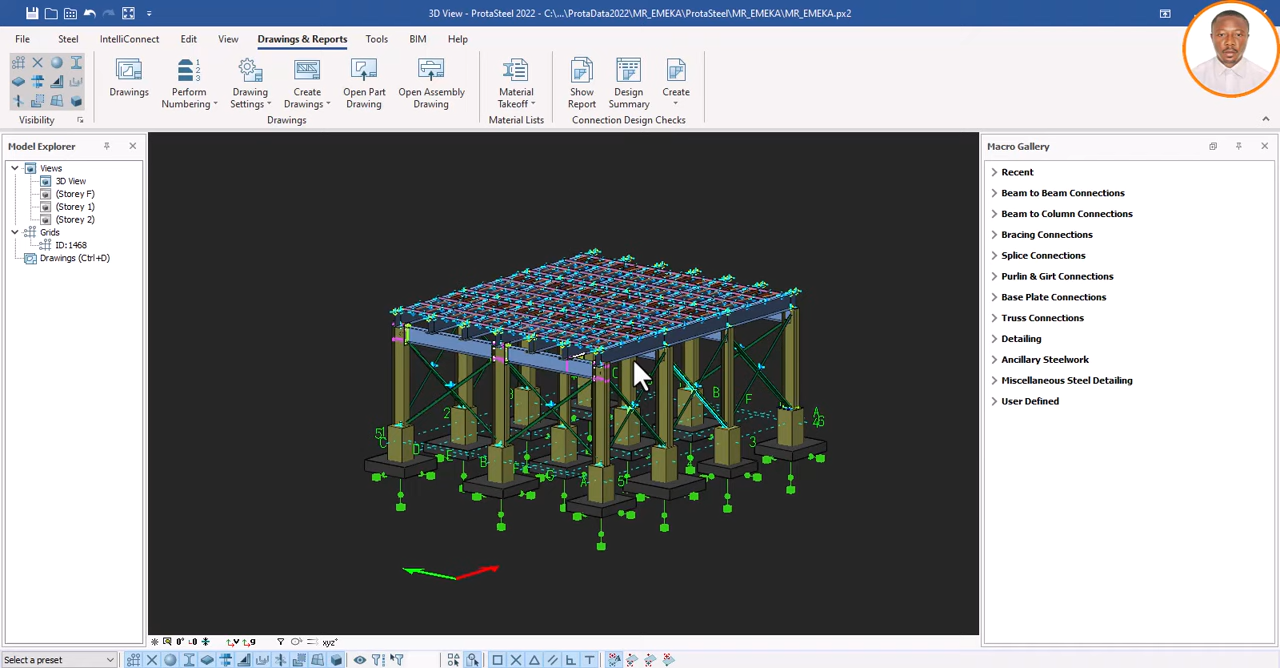 3D View - ProtaSteel 2022 - C:\...\ProtaData2022\MR_EMEKA\ProtaSteel\MR_EMEKA\MR_EMEKA.px2
File Steel IntelliConnect Edit View Drawings & Reports Tools BIM Help
Drawings
Perform
Numbering
Drawing
Settings
Create
Drawings
Open Part
Drawing
Open Assembly
Drawing
Material
Takeoff
Show
Report
Design
Summary
Create
Visibility Drawings Material Lists Connection Design Checks
Model Explorer
Views
3D View
(Storey F)
(Storey 1)
(Storey 2)
Grids
ID:1468
Drawings (Ctrl+D)
Macro Gallery
Recent
Beam to Beam Connections
Beam to Column Connections
Bracing Connections
Splice Connections
Purlin & Girt Connections
Base Plate Connections
Truss Connections
Detailing
Ancillary Steelwork
Miscellaneous Steel Detailing
User Defined
Select a preset